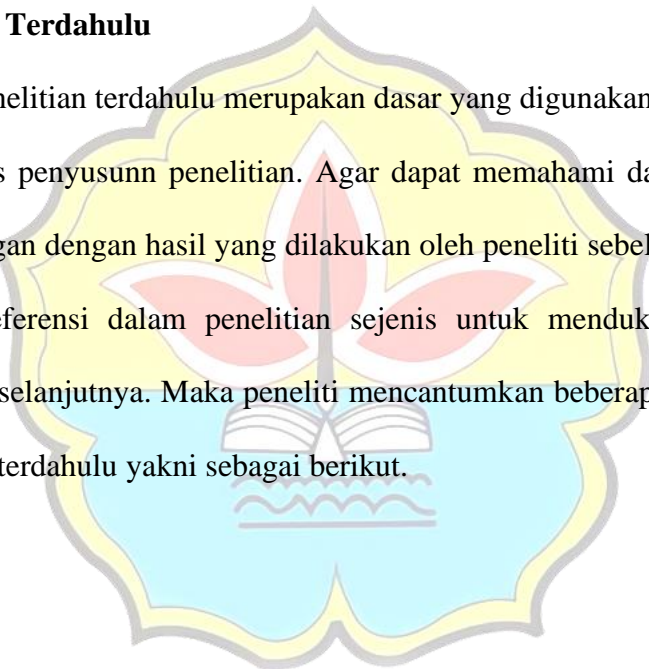 Terdahulu
nelitian terdahulu merupakan dasar yang digunakan
s penyusunn penelitian. Agar dapat memahami da
gan dengan hasil yang dilakukan oleh peneliti sebel
eferensi dalam penelitian sejenis untuk menduk
selanjutnya. Maka peneliti mencantumkan beberap
terdahulu yakni sebagai berikut.